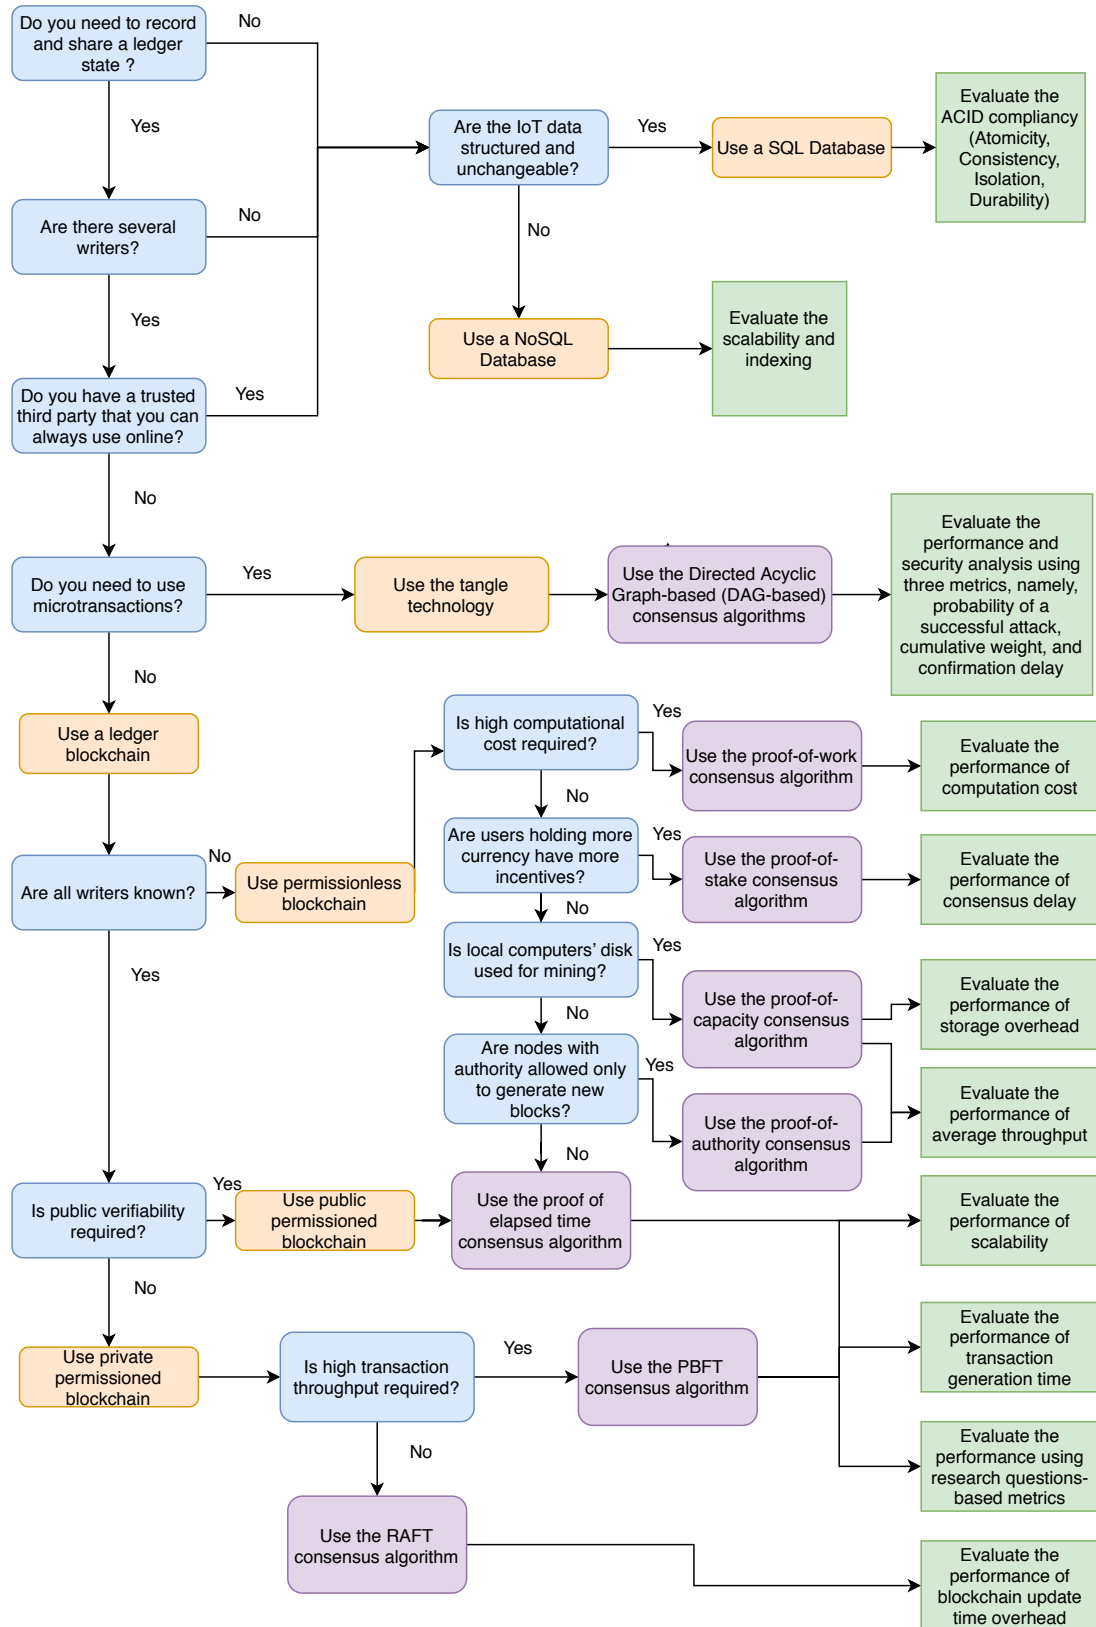 Do you need to record
and share a ledger
state ?
No
Yes
Are there several
writers?
No
Yes
Do you have a trusted
third party that you can
always use online?
Yes
No
Are the IoT data
structured and
unchangeable?
Yes
Use a SQL Database
Evaluate the
ACID compliancy
(Atomicity,
Consistency,
Isolation,
Durability)
No
Use a NoSQL
Database
Evaluate the
scalability and
indexing
Do you need to use
microtransactions?
Yes
Use the tangle
technology
Use the Directed Acyclic
Graph-based (DAG-based)
consensus algorithms
Evaluate the
performance and
security analysis using
three metrics, namely,
probability of a
successful attack,
cumulative weight, and
confirmation delay
No
Use a ledger
blockchain
Are all writers known?
No
Use permissionless
blockchain
Is high computational
cost required?
Yes
Use the proof-of-work
consensus algorithm
Evaluate the
performance of
computation cost
No
Are users holding more
currency have more
incentives?
Yes
Use the proof-of-
stake consensus
algorithm
Evaluate the
performance of
consensus delay
No
Is local computers' disk
used for mining?
Yes
Use the proof-of-
capacity consensus
algorithm
Evaluate the
performance of
storage overhead
No
Are nodes with
authority allowed only
to generate new
blocks?
Yes
Use the proof-of-
authority consensus
algorithm
Evaluate the
performance of
average throughput
No
Yes
Is public verifiability
required?
Yes
Use public
permissioned
blockchain
Use the proof of
elapsed time
consensus algorithm
Evaluate the
performance of
scalability
No
Use private
permissioned
blockchain
Is high transaction
throughput required?
Yes
Use the PBFT
consensus algorithm
Evaluate the
performance of
transaction
generation time
Evaluate the
performance using
research questions-
based metrics
No
Use the RAFT
consensus algorithm
Evaluate the
performance of
blockchain update
time overhead